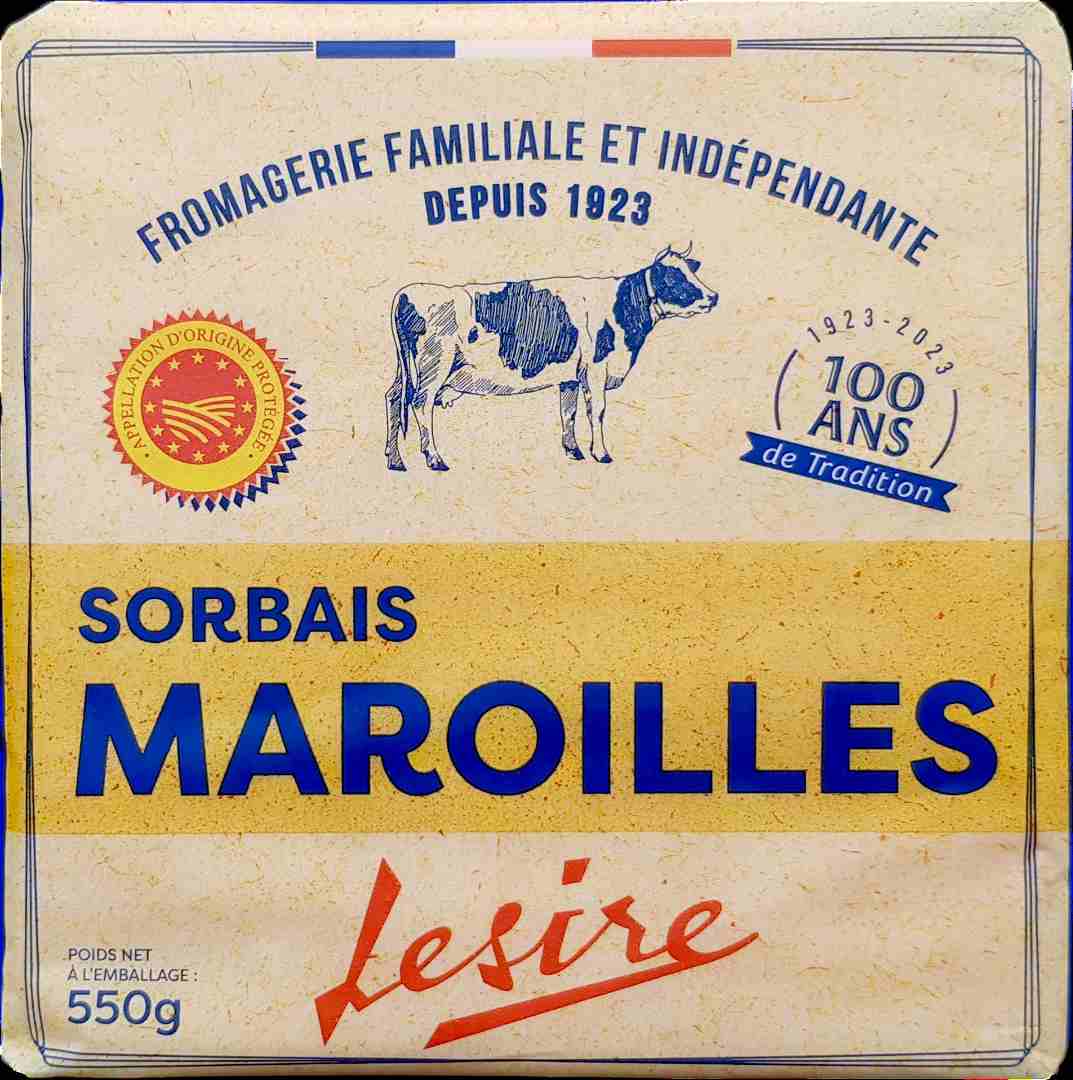 FROMAGERIE FAMILIALE ET INDÉPENDANTE
DEPUIS 1923
APPELLATION D'ORIGINE PROTÉGÉE
1923-2023
100
ANS
de Tradition
SORBAIS
MAROILLES
Lesire
POIDS NET
À L'EMBALLAGE :
550g